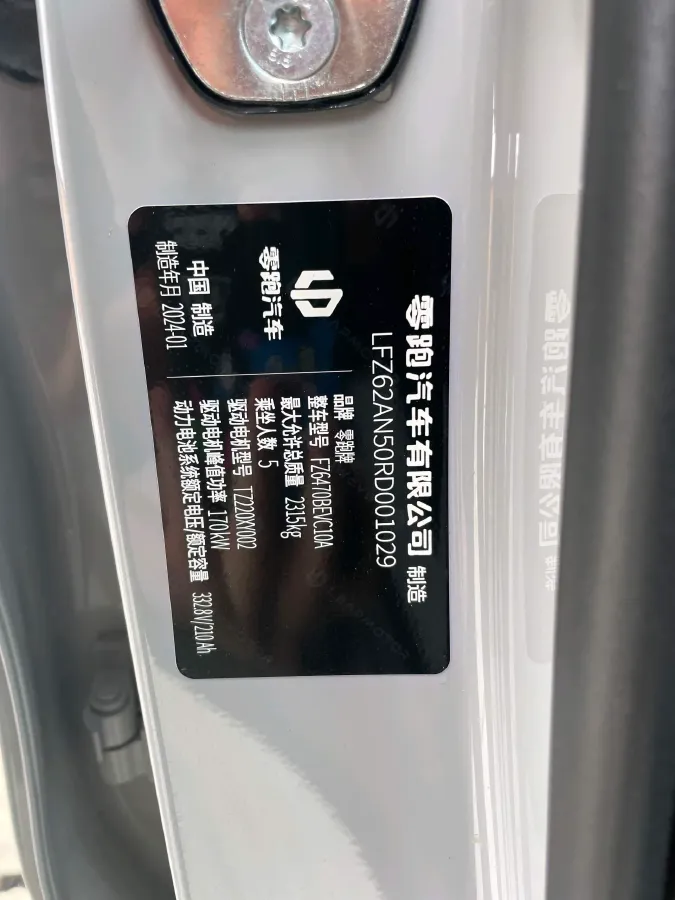 零跑汽车有限公司 制造
LFZ62AN50RD001029
零跑汽车
中国 制造
制造年月 2024-01
品牌 零跑牌
整车型号 FZ6470BEVC10A
最大允许总质量 2315kg
乘坐人数 5
驱动电机型号 TZ220XY002
驱动电机峰值功率 170kW
动力电池系统额定电压/额定容量 332.8V/210Ah